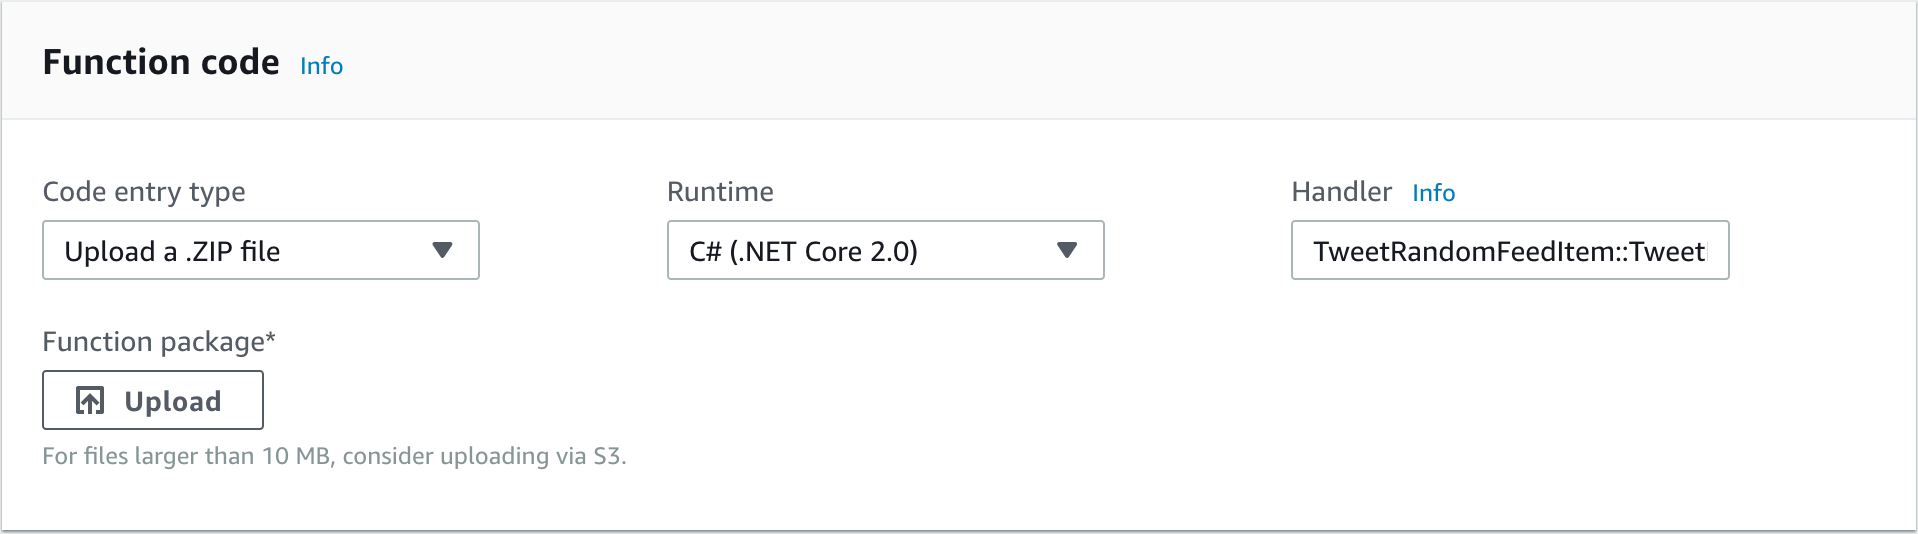 Function code Info
Code entry type
Runtime
Handler Info
Upload a .ZIP file
C# (.NET Core 2.0)
TweetRandomFeedItem::Tweet
Function package*
Upload
For files larger than 10 MB, consider uploading via S3.